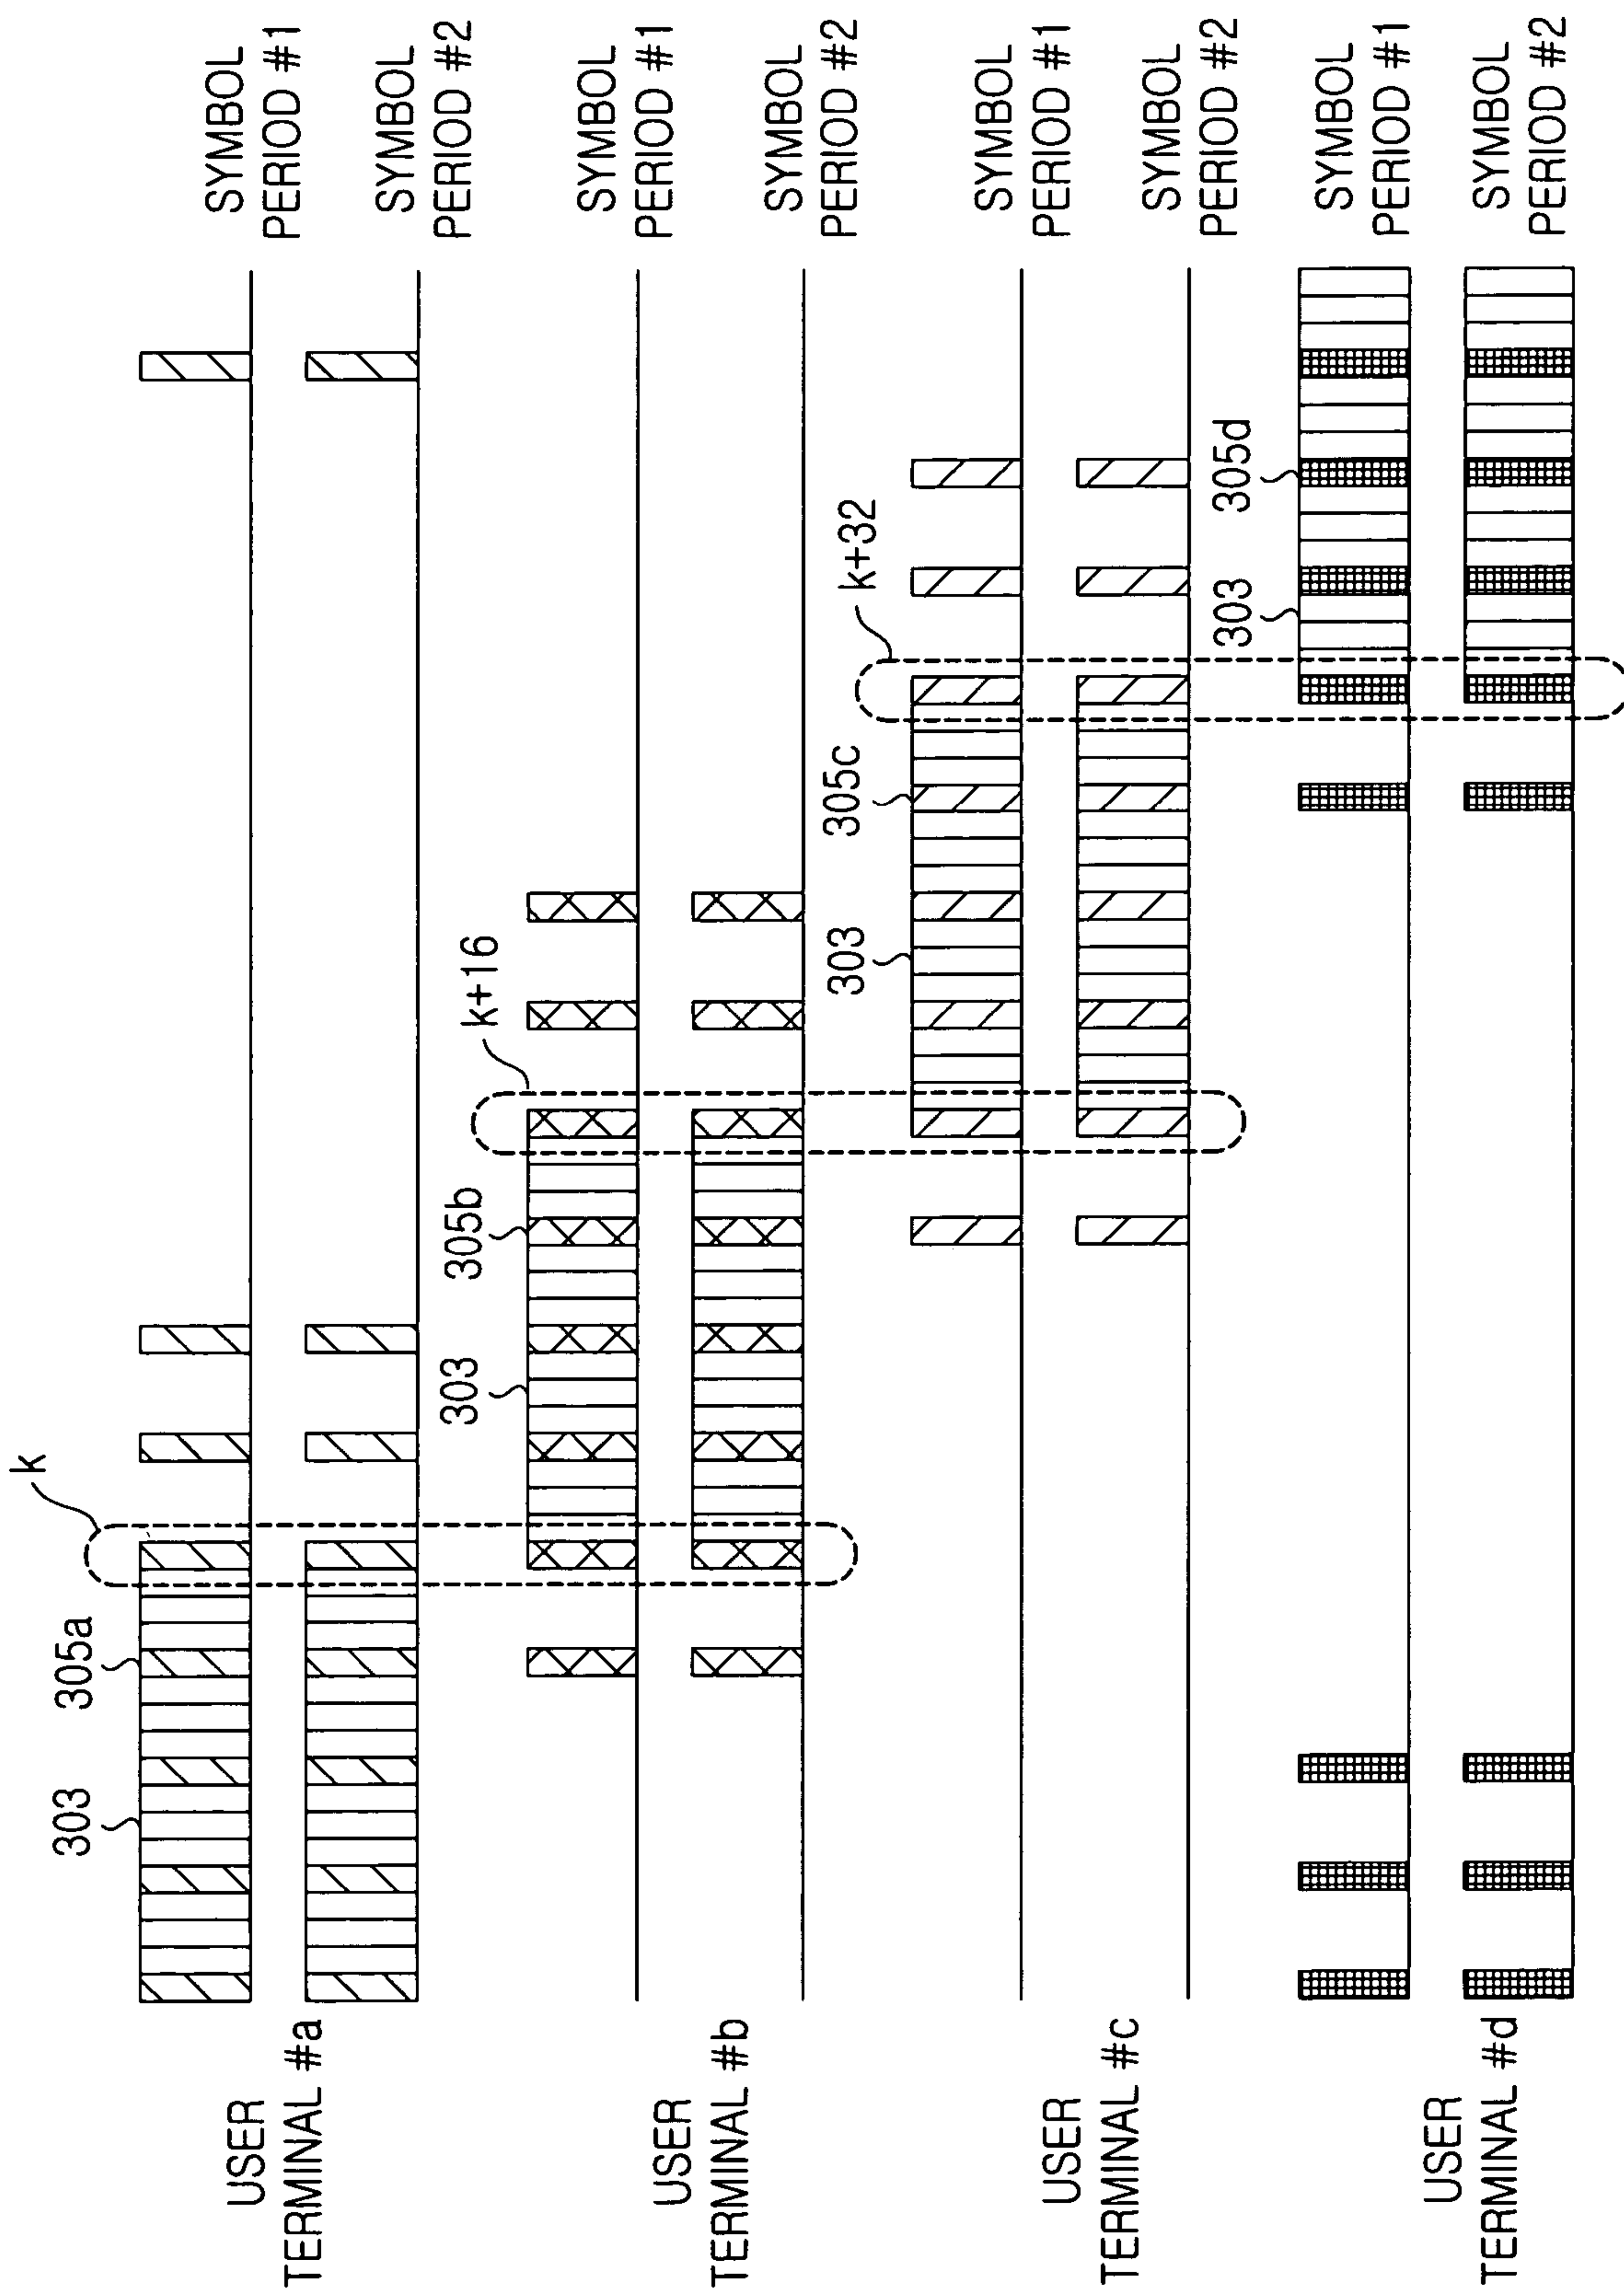 USER
TERMINAL #a
303
305a
k
SYMBOL
PERIOD #1
SYMBOL
PERIOD #2
USER
TERMINAL #b
303
305b
k+16
SYMBOL
PERIOD #1
SYMBOL
PERIOD #2
USER
TERMINAL #c
303
305c
k+32
SYMBOL
PERIOD #1
SYMBOL
PERIOD #2
USER
TERMINAL #d
303
305d
SYMBOL
PERIOD #1
SYMBOL
PERIOD #2